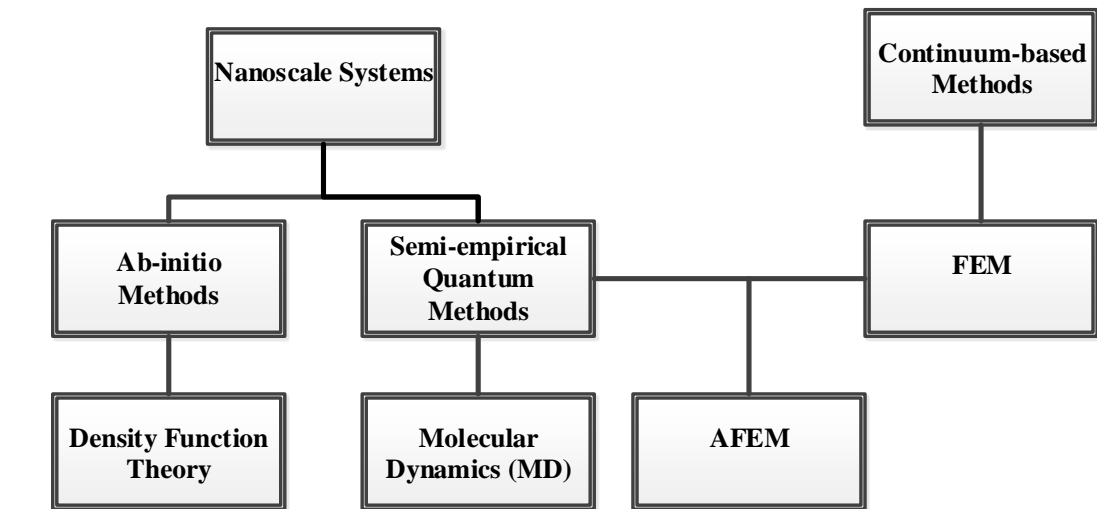 Nanoscale Systems
Continuum-based
Methods
Ab-initio
Methods
Semi-empirical
Quantum
Methods
FEM
Density Function
Theory
Molecular
Dynamics (MD)
AFEM